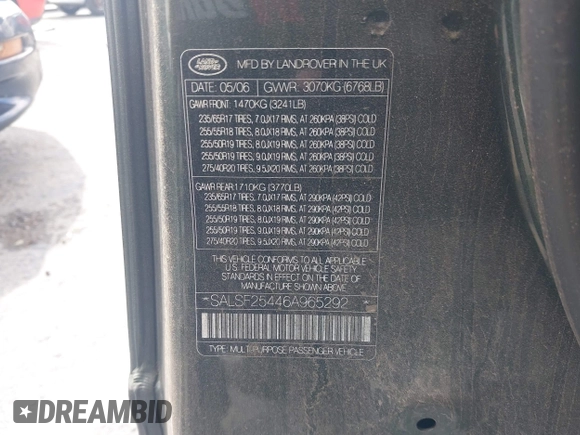 LAND ROVER
MFD BY LANDROVER IN THE UK
DATE: 05/06 GVWR: 3070KG (6768LB)
GAWR FRONT: 1470KG (3241LB)
235/65R17 TIRES, 7.0JX17 RIMS, AT 260KPA (38PSI) COLD
255/55R18 TIRES, 8.0JX18 RIMS, AT 260KPA (38PSI) COLD
255/50R19 TIRES, 8.0JX19 RIMS, AT 260KPA (38PSI) COLD
255/50R19 TIRES, 9.0JX19 RIMS, AT 260KPA (38PSI) COLD
275/40R20 TIRES, 9.5JX20 RIMS, AT 260KPA (38PSI) COLD
GAWR REAR 1710KG (3770LB)
235/65R17 TIRES, 7.0JX17 RIMS, AT 290KPA (42PSI) COLD
255/55R18 TIRES, 8.0JX18 RIMS, AT 290KPA (42PSI) COLD
255/50R19 TIRES, 8.0JX19 RIMS, AT 290KPA (42PSI) COLD
255/50R19 TIRES, 9.0JX19 RIMS, AT 290KPA (42PSI) COLD
275/40R20 TIRES, 9.5JX20 RIMS, AT 290KPA (42PSI) COLD
THIS VEHICLE CONFORMS TO ALL APPLICABLE
U.S. FEDERAL MOTOR VEHICLE SAFETY
STANDARDS IN EFFECT ON THE DATE OF
MANUFACTURE SHOWN ABOVE.
*SALSF25446A965292 *
TYPE: MULTI PURPOSE PASSENGER VEHICLE
DREAMBID